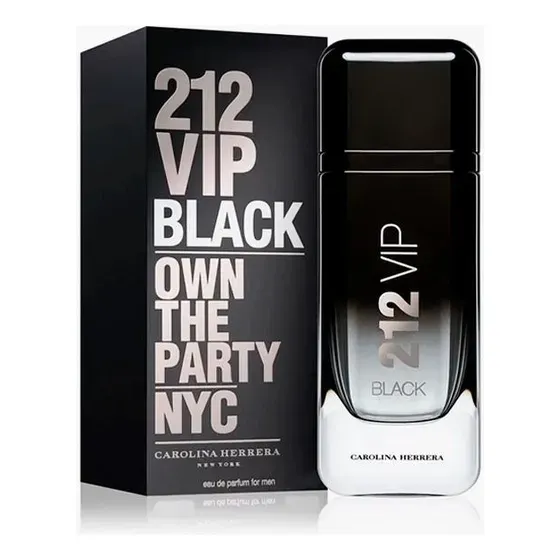 212
VIP
BLACK
OWN
THE
PARTY
NYC
CAROLINA HERRERA
NEW YORK
eau de parfum for men
212 VIP
BLACK
CAROLINA HERRERA